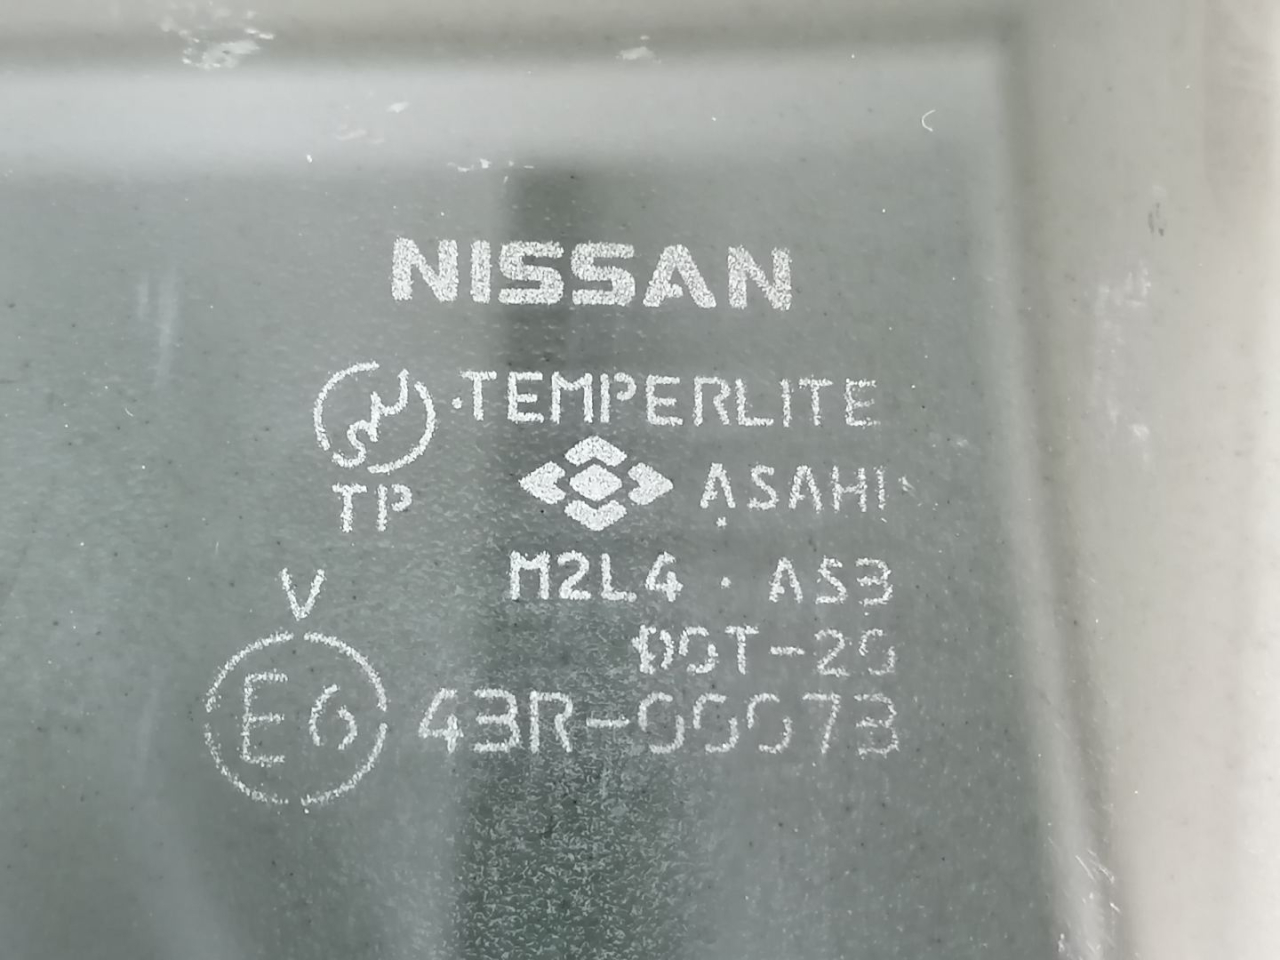 NISSAN
TEMPERLITE
TP
ASAHI
M2L4 · AS3
V
DOT-20
E6 43R-00073